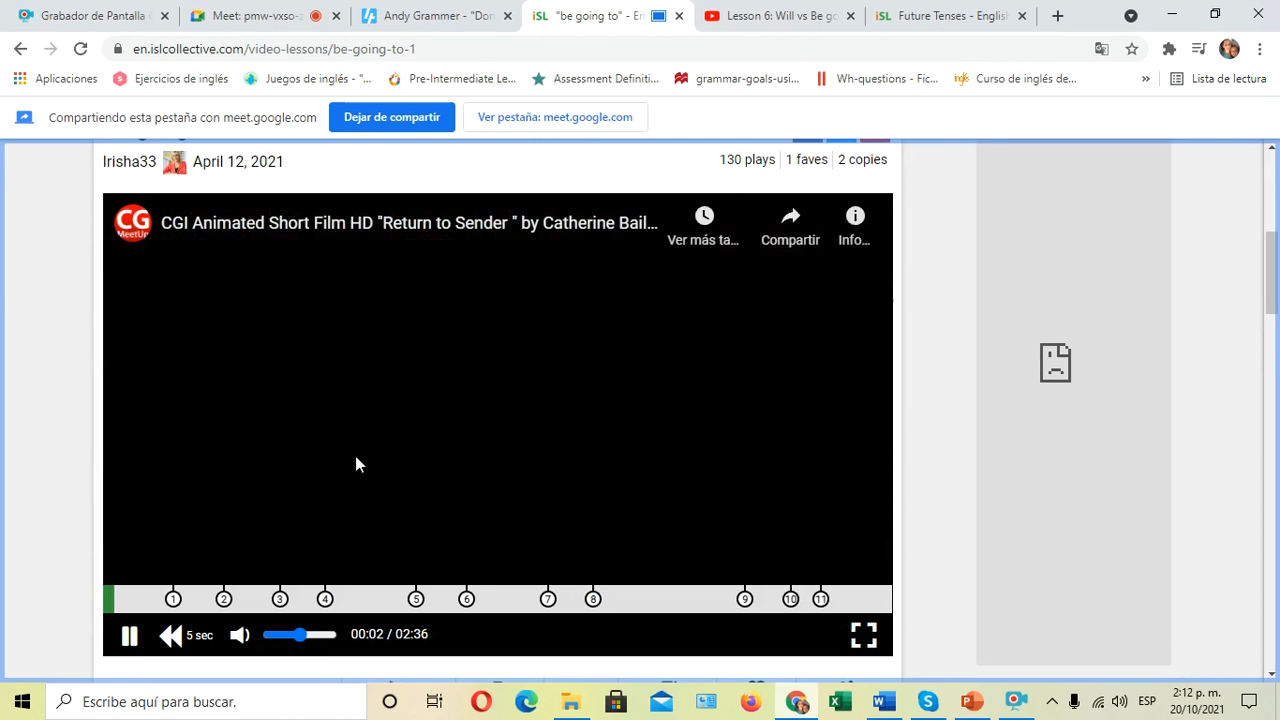 Grabador de Pantalla G
Meet: pmw-vxso-z
Andy Grammer - "Don
iSL "be going to" - En
Lesson 6: Will vs Be go
iSL Future Tenses - English
en.islcollective.com/video-lessons/be-going-to-1
Aplicaciones
Ejercicios de inglés
Juegos de inglés - "...
Pre-Intermediate Le...
Assessment Definiti...
grammar-goals-usi...
Wh-questions - Fic...
Curso de inglés de...
»
Lista de lectura
Compartiendo esta pestaña con meet.google.com
Dejar de compartir
Ver pestaña: meet.google.com
Irisha33 April 12, 2021
130 plays 1 faves 2 copies
CG MeetUp
CGI Animated Short Film HD "Return to Sender " by Catherine Bail...
Ver más ta...
Compartir
Info...
1 2 3 4 5 6 7 8 9 10 11
5 sec
00:02 / 02:36
Escribe aquí para buscar.
ESP
2:12 p. m.
20/10/2021